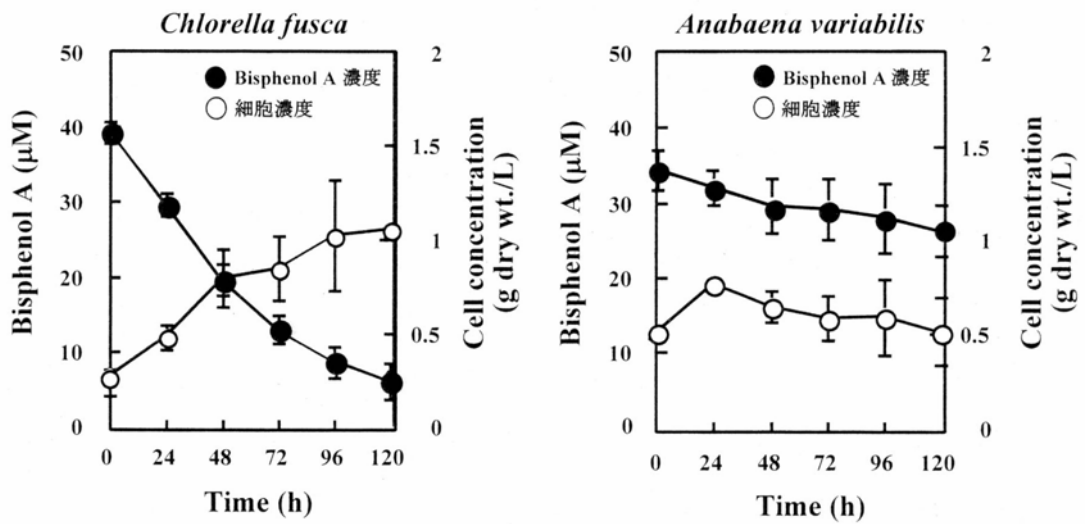 Chlorella fusca
Bisphenol A 濃度
細胞濃度
50
40
30
20
10
0
Bisphenol A (μM)
2
1.5
1
0.5
0
Cell concentration
(g dry wt./L)
0 24 48 72 96 120
Time (h)
Anabaena variabilis
Bisphenol A 濃度
細胞濃度
50
40
30
20
10
0
Bisphenol A (μM)
2
1.5
1
0.5
0
Cell concentration
(g dry wt./L)
0 24 48 72 96 120
Time (h)